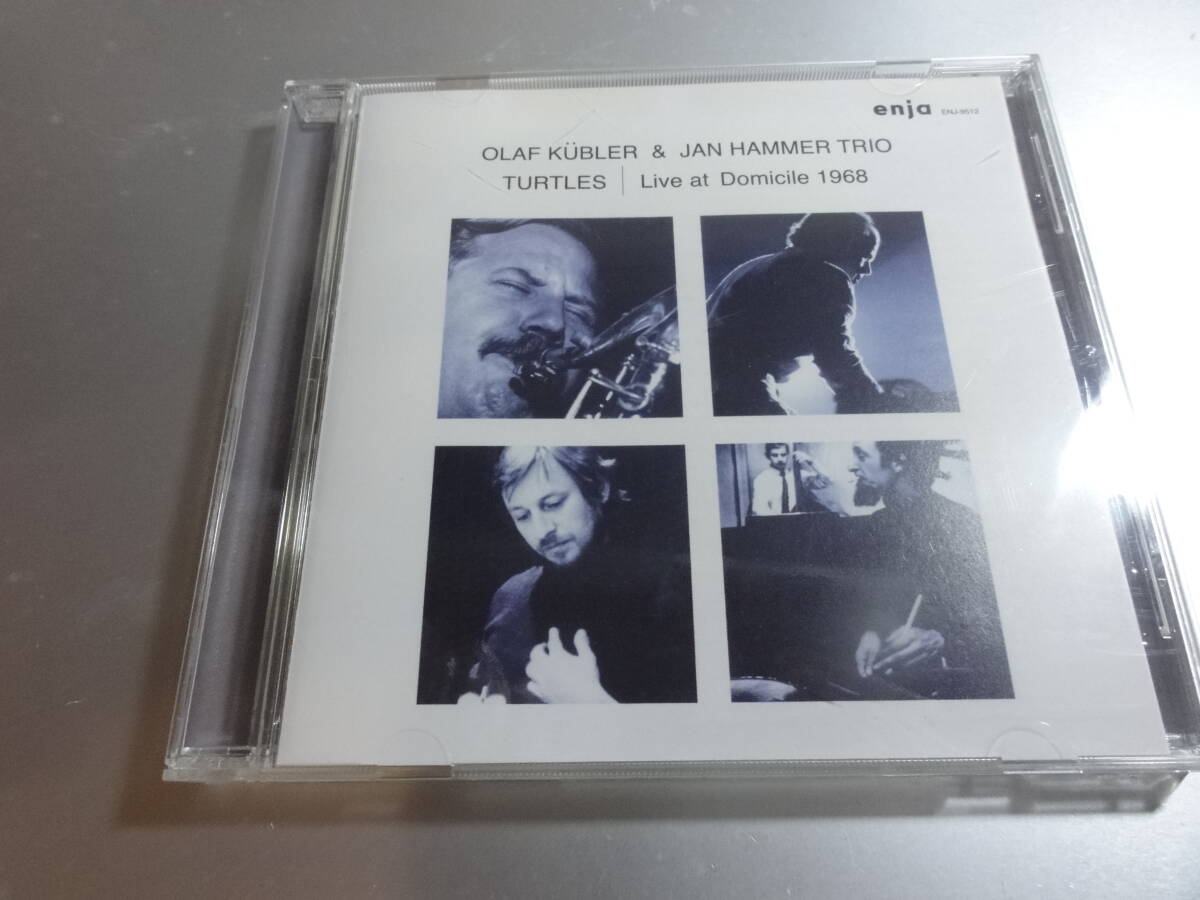 enja ENJ-9512
OLAF KÜBLER & JAN HAMMER TRIO
TURTLES | Live at Domicile 1968